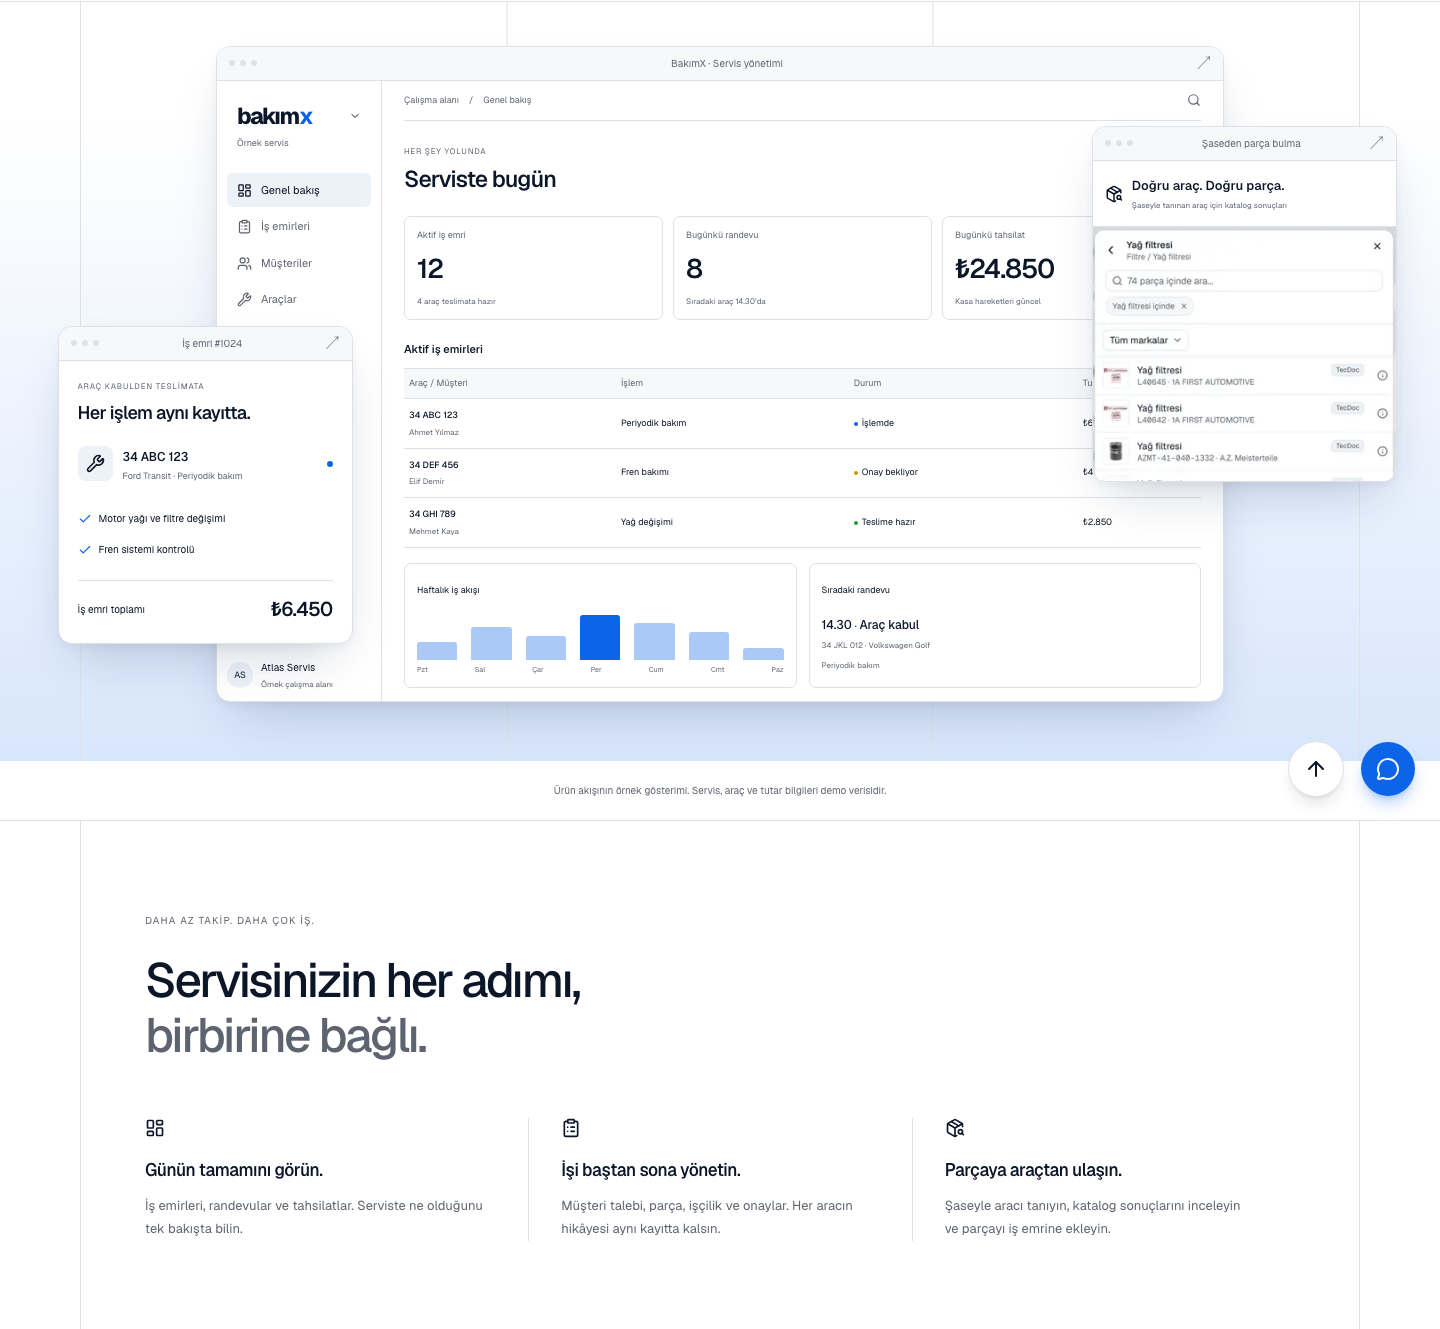 BakımX · Servis yönetimi
bakımx
Örnek servis
Genel bakış
İş emirleri
Müşteriler
Araçlar
Çalışma alanı / Genel bakış
HER ŞEY YOLUNDA
Serviste bugün
Aktif iş emri
12
4 araç teslimata hazır
Bugünkü randevu
8
Sıradaki araç 14.30'da
Bugünkü tahsilat
₺24.850
Kasa hareketleri güncel
Aktif iş emirleri
Araç / Müşteri İşlem Durum Tu
34 ABC 123
Ahmet Yılmaz
Periyodik bakım İşlemde ₺6
34 DEF 456
Elif Demir
Fren bakımı Onay bekliyor ₺4
34 GHI 789
Mehmet Kaya
Yağ değişimi Teslime hazır ₺2.850
Haftalık iş akışı
Pzt Sal Çar Per Cum Cmt Paz
Sıradaki randevu
14.30 · Araç kabul
34 JKL 012 · Volkswagen Golf
Periyodik bakım
AS
Atlas Servis
Örnek çalışma alanı
İş emri #1024
ARAÇ KABULDEN TESLİMATA
Her işlem aynı kayıtta.
34 ABC 123
Ford Transit · Periyodik bakım
Motor yağı ve filtre değişimi
Fren sistemi kontrolü
İş emri toplamı ₺6.450
Şaseden parça bulma
Doğru araç. Doğru parça.
Şaseyle tanınan araç için katalog sonuçları
Yağ filtresi
Filtre / Yağ filtresi
74 parça içinde ara...
Yağ filtresi içinde
Tüm markalar
Yağ filtresi TecDoc
L40645 · 1A FIRST AUTOMOTIVE
Yağ filtresi TecDoc
L40642 · 1A FIRST AUTOMOTIVE
Yağ filtresi TecDoc
AZMT-41-040-1332 · A.Z. Meisterteile
Ürün akışının örnek gösterimi. Servis, araç ve tutar bilgileri demo verisidir.
DAHA AZ TAKİP. DAHA ÇOK İŞ.
Servisinizin her adımı,
birbirine bağlı.
Günün tamamını görün.
İş emirleri, randevular ve tahsilatlar. Serviste ne olduğunu
tek bakışta bilin.
İşi baştan sona yönetin.
Müşteri talebi, parça, işçilik ve onaylar. Her aracın
hikâyesi aynı kayıtta kalsın.
Parçaya araçtan ulaşın.
Şaseyle aracı tanıyın, katalog sonuçlarını inceleyin
ve parçayı iş emrine ekleyin.